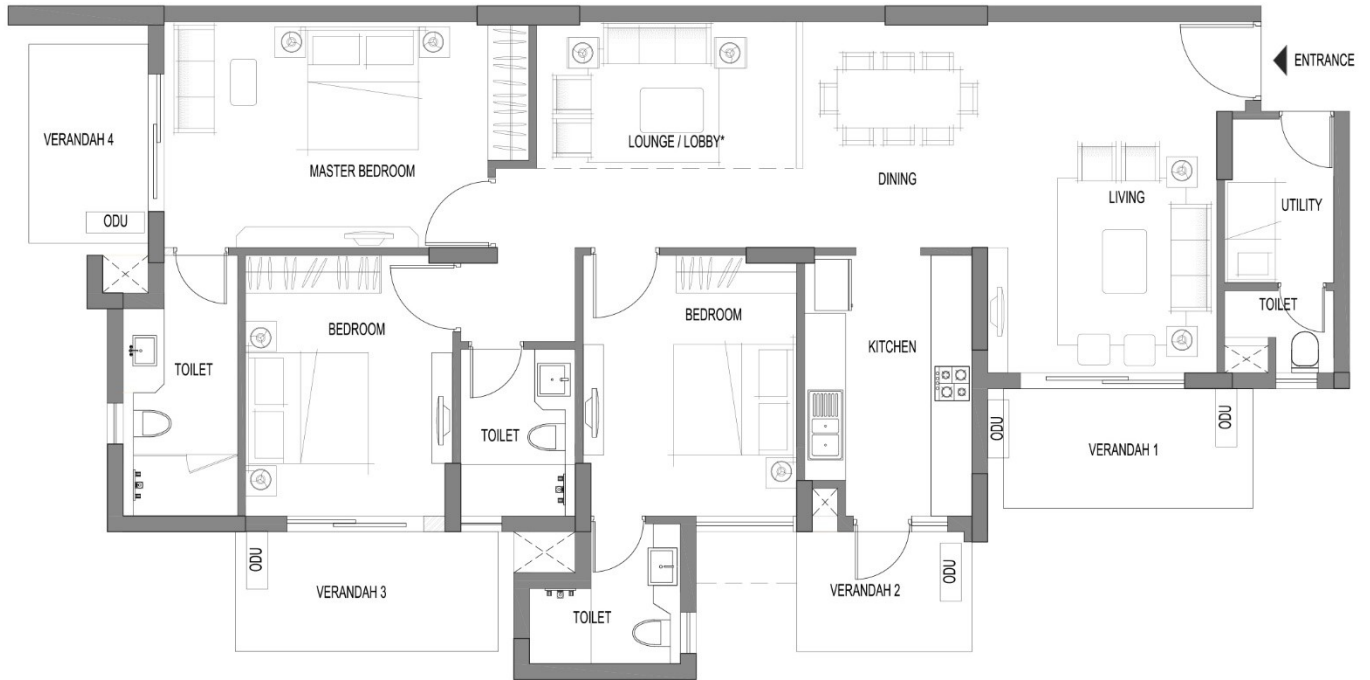 ENTRANCE
VERANDAH 4
LOUNGE / LOBBY*
MASTER BEDROOM
DINING
LIVING
UTILITY
ODU
TOILET
BEDROOM
BEDROOM
KITCHEN
TOILET
TOILET
ODU
ODU
VERANDAH 1
ODU
ODU
VERANDAH 3
VERANDAH 2
TOILET